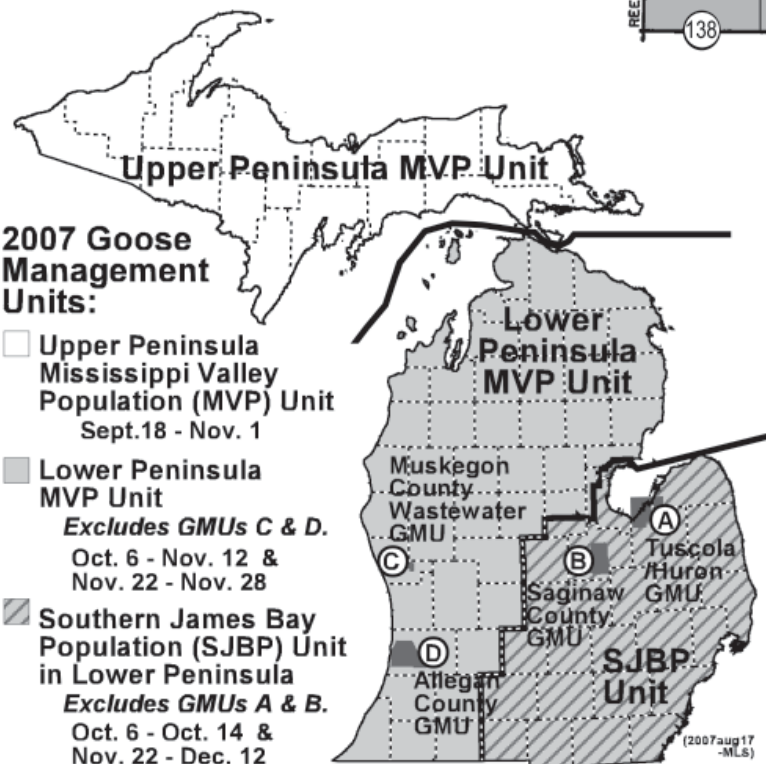 REE
138
Upper Peninsula MVP Unit
2007 Goose
Management
Units:
Upper Peninsula
Mississippi Valley
Population (MVP) Unit
Sept.18 - Nov. 1
Lower Peninsula
MVP Unit
Excludes GMUs C & D.
Oct. 6 - Nov. 12 &
Nov. 22 - Nov. 28
Southern James Bay
Population (SJBP) Unit
in Lower Peninsula
Excludes GMUs A & B.
Oct. 6 - Oct. 14 &
Nov. 22 - Dec. 12
Lower
Peninsula
MVP Unit
Muskegon
County
Wastewater
GMU
C
A
Tuscola
/Huron
GMU
B
Saginaw
County
GMU
D
Allegan
County
GMU
SJBP
Unit
(2007aug17
-MLS)